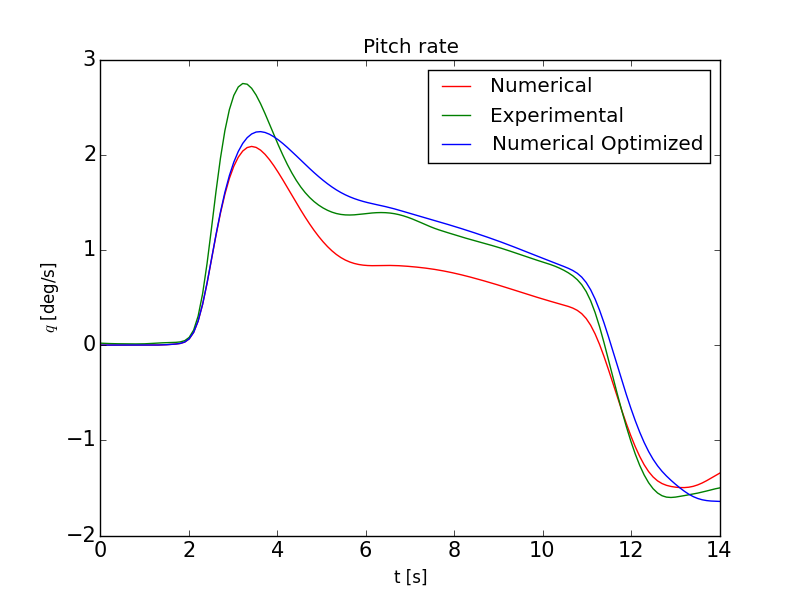 Pitch rate
3
2
1
0
−1
−2
q [deg/s]
Numerical
Experimental
Numerical Optimized
0 2 4 6 8 10 12 14
t [s]